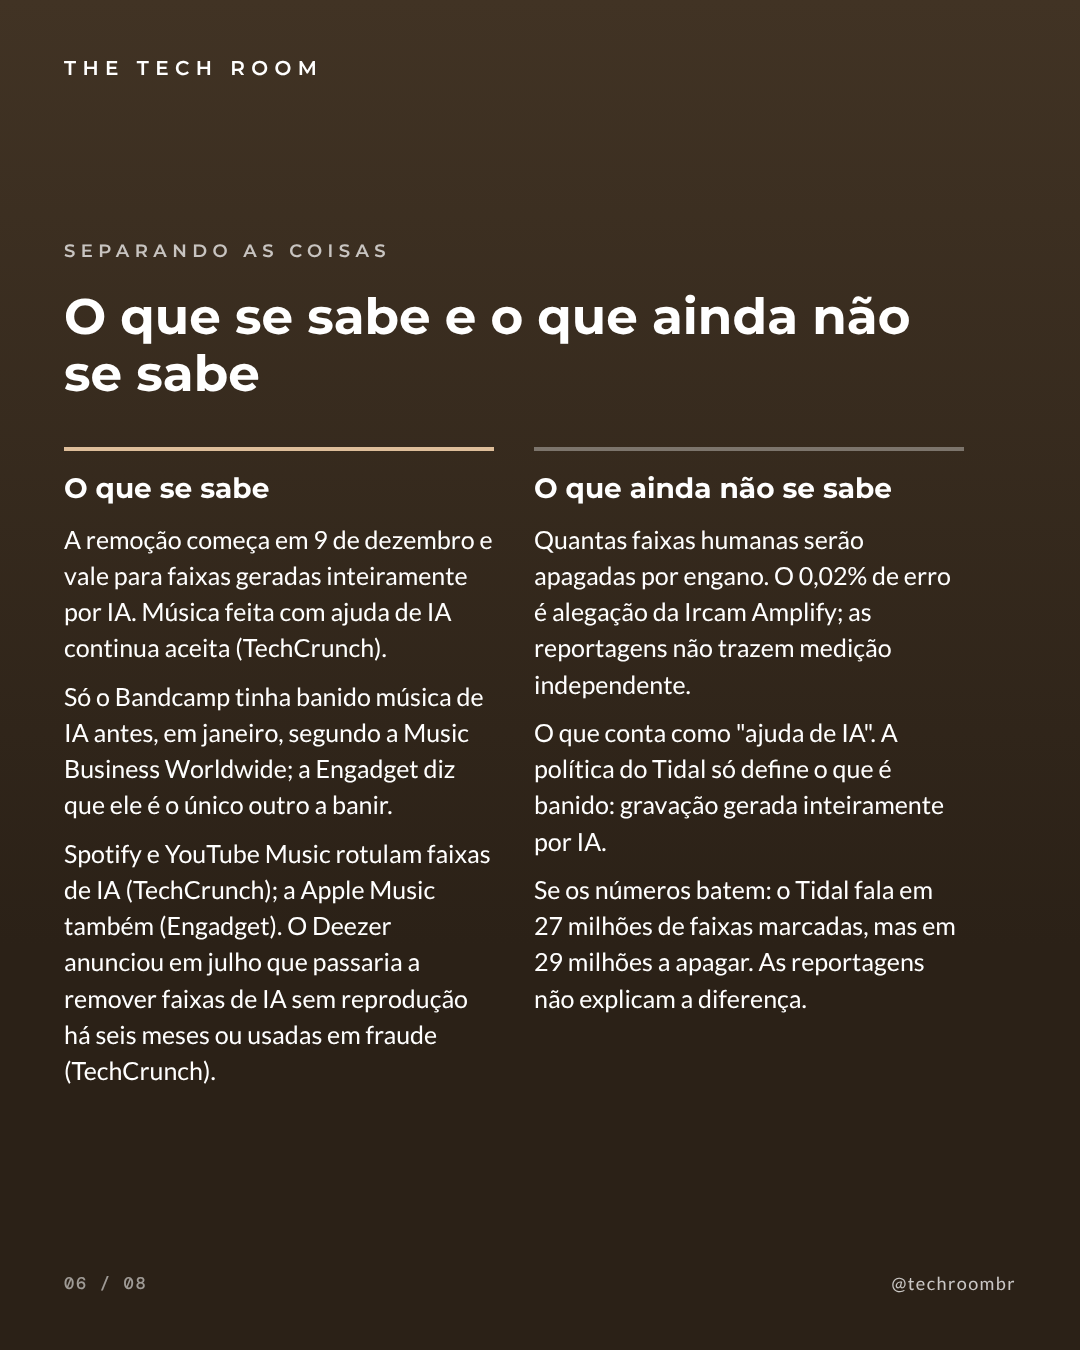 THE TECH ROOM
SEPARANDO AS COISAS
O que se sabe e o que ainda não
se sabe
O que se sabe
A remoção começa em 9 de dezembro e
vale para faixas geradas inteiramente
por IA. Música feita com ajuda de IA
continua aceita (TechCrunch).
Só o Bandcamp tinha banido música de
IA antes, em janeiro, segundo a Music
Business Worldwide; a Engadget diz
que ele é o único outro a banir.
Spotify e YouTube Music rotulam faixas
de IA (TechCrunch); a Apple Music
também (Engadget). O Deezer
anunciou em julho que passaria a
remover faixas de IA sem reprodução
há seis meses ou usadas em fraude
(TechCrunch).
O que ainda não se sabe
Quantas faixas humanas serão
apagadas por engano. O 0,02% de erro
é alegação da Ircam Amplify; as
reportagens não trazem medição
independente.
O que conta como "ajuda de IA". A
política do Tidal só define o que é
banido: gravação gerada inteiramente
por IA.
Se os números batem: o Tidal fala em
27 milhões de faixas marcadas, mas em
29 milhões a apagar. As reportagens
não explicam a diferença.
06 / 08
@techroombr